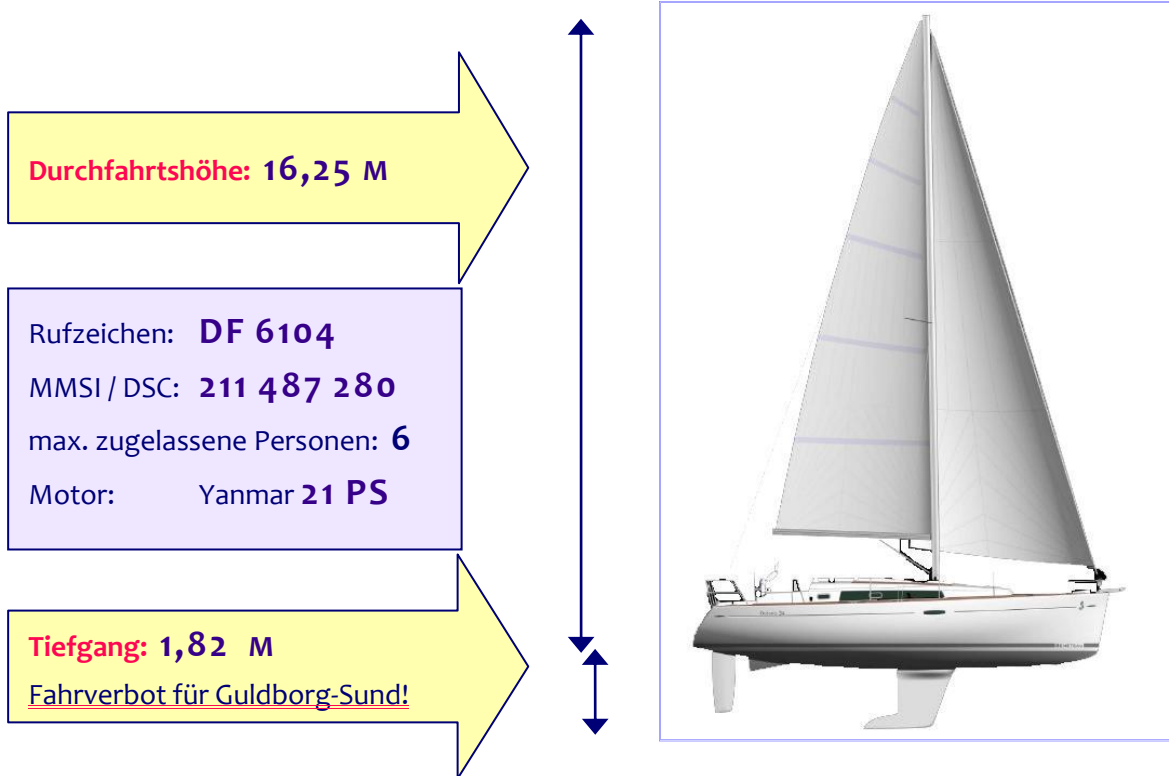 Durchfahrtshöhe: 16,25 M
Rufzeichen: DF 6104
MMSI / DSC: 211 487 280
max. zugelassene Personen: 6
Motor: Yanmar 21 PS
Tiefgang: 1,82 M
Fahrverbot für Guldborg-Sund!